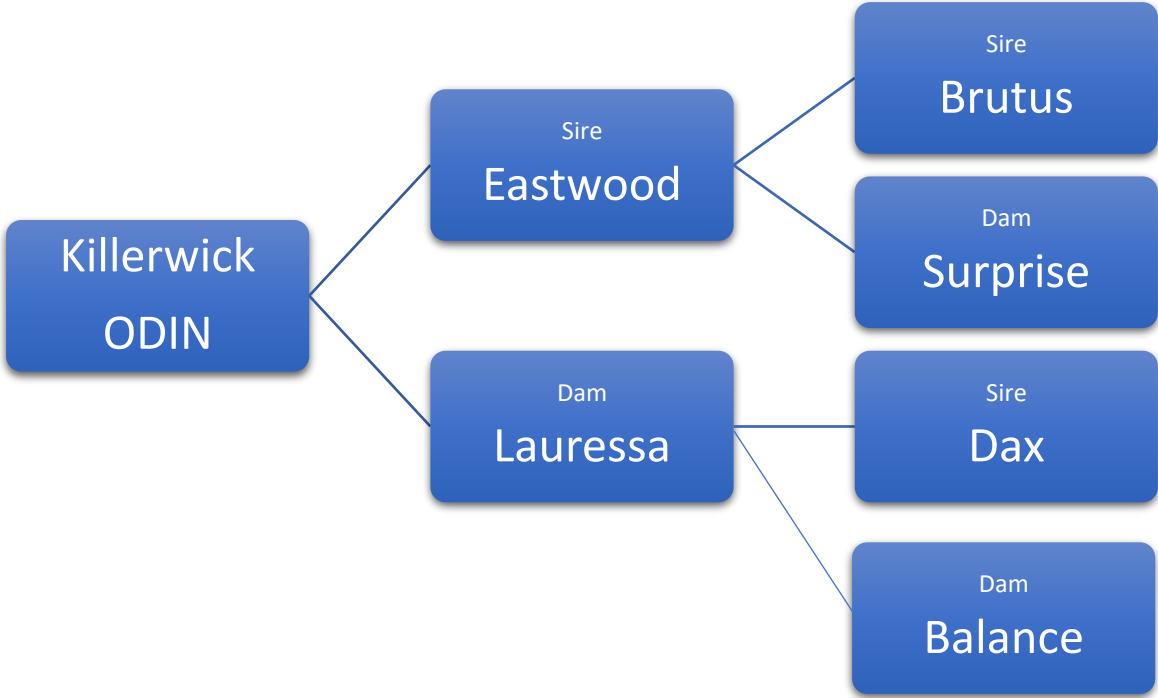 Killerwick
ODIN
Sire
Eastwood
Dam
Lauressa
Sire
Brutus
Dam
Surprise
Sire
Dax
Dam
Balance